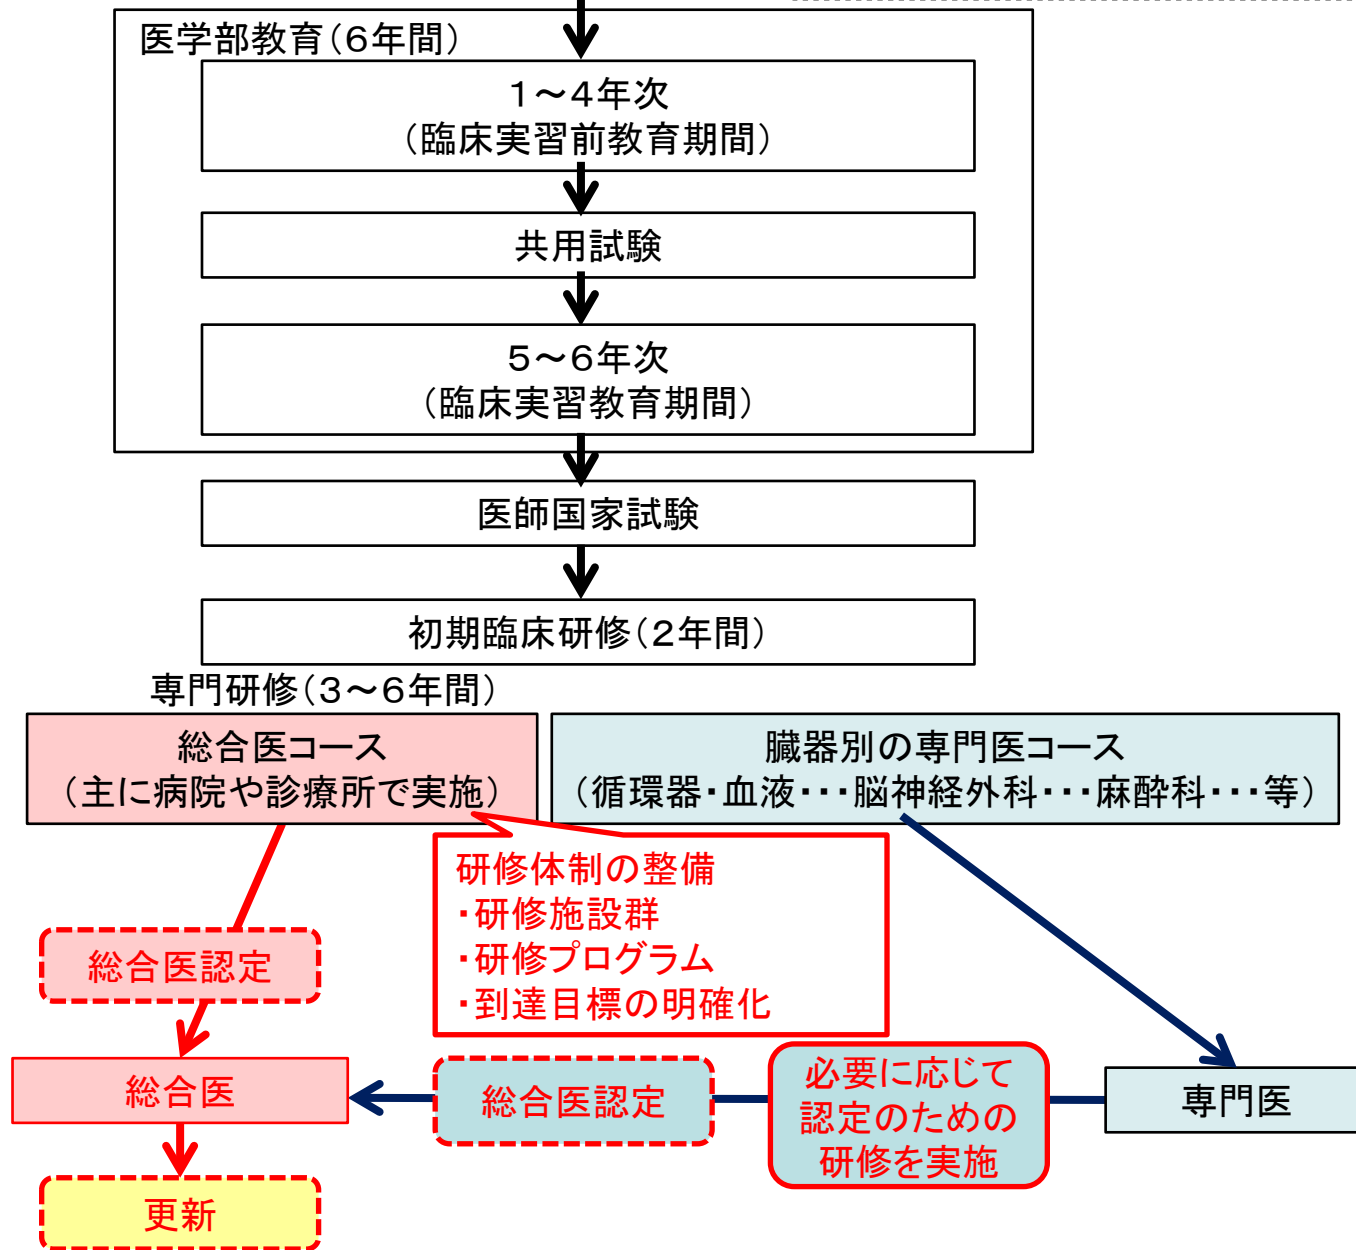 医学部教育（６年間）
１～４年次
（臨床実習前教育期間）
共用試験
５～６年次
（臨床実習教育期間）
医師国家試験
初期臨床研修（２年間）
専門研修（３～６年間）
総合医コース
（主に病院や診療所で実施）
臓器別の専門医コース
（循環器・血液・・・脳神経外科・・・麻酔科・・・等）
研修体制の整備
・研修施設群
・研修プログラム
・到達目標の明確化
総合医認定
総合医
総合医認定
必要に応じて
認定のための
研修を実施
専門医
更新